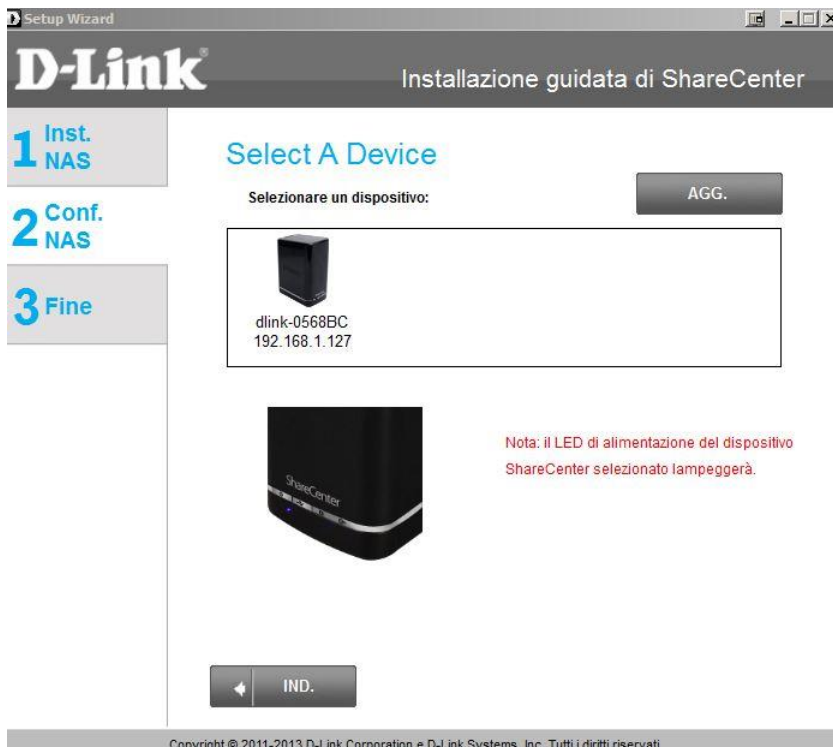 Setup Wizard
D-Link®
Installazione guidata di ShareCenter
1 Inst.
NAS
2 Conf.
NAS
3 Fine
Select A Device
Selezionare un dispositivo:
AGG.
dlink-0568BC
192.168.1.127
ShareCenter
Nota: il LED di alimentazione del dispositivo
ShareCenter selezionato lampeggerà.
IND.
Copyright © 2011-2013 D-Link Corporation e D-Link Systems, Inc. Tutti i diritti riservati